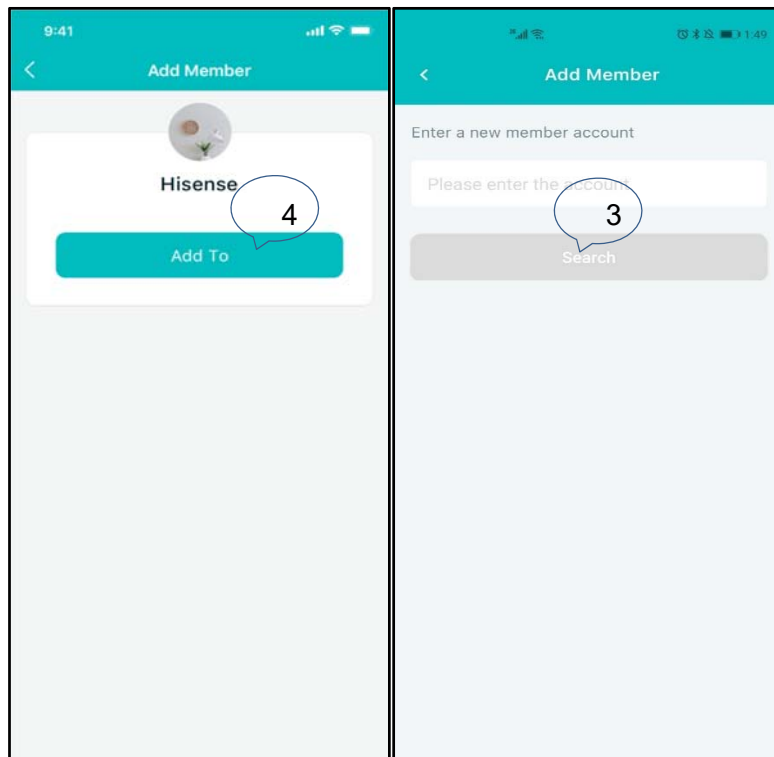 9:41
Add Member
Hisense
4
Add To
1:49
Add Member
Enter a new member account
Please enter the account
3
Search